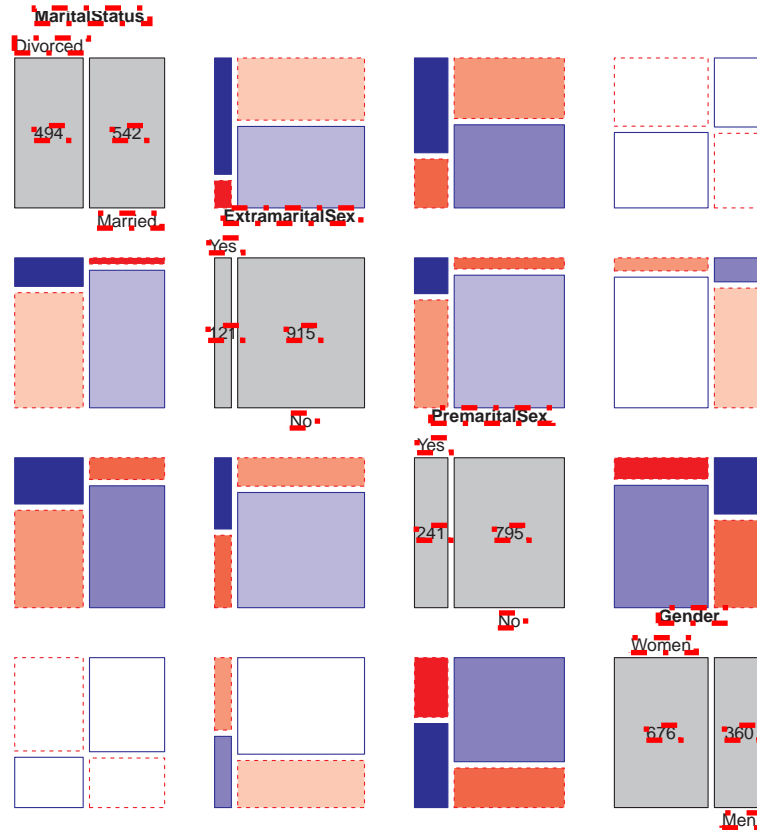 MaritalStatus
Divorced
494 542
Married
ExtramaritalSex
Yes
121 915
No
PremaritalSex
Yes
241 795
No
Gender
Women
676 360
Men